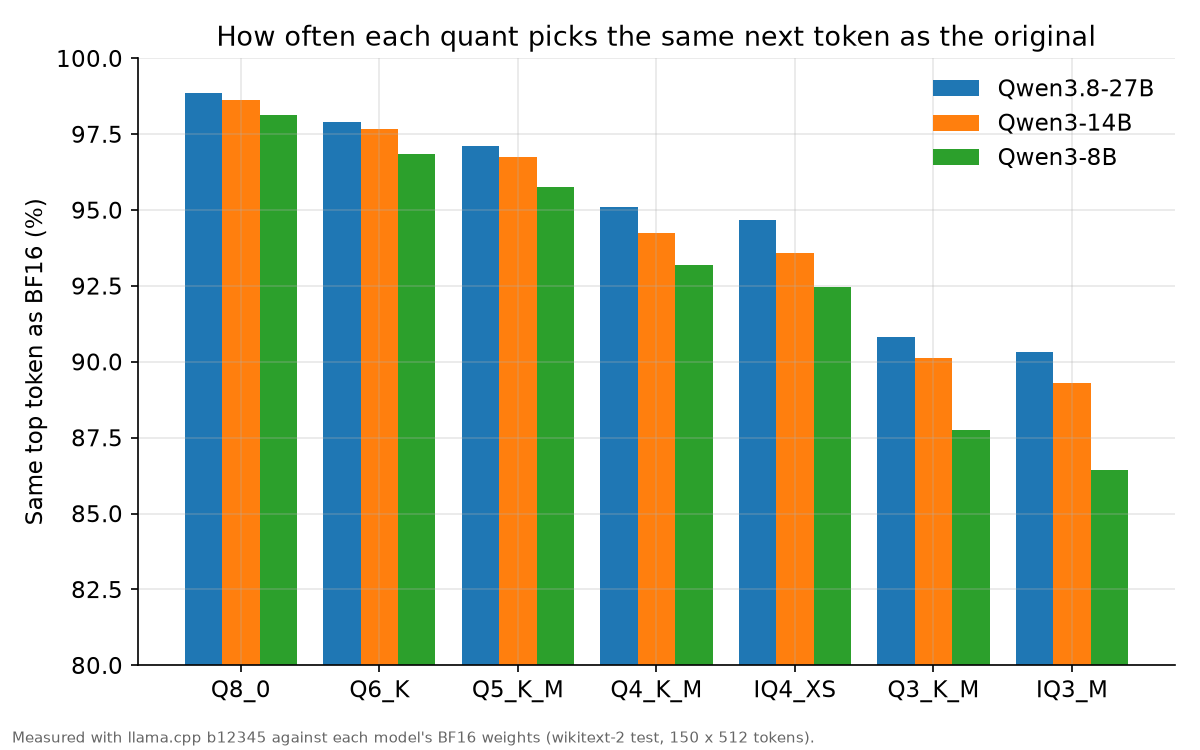 How often each quant picks the same next token as the original
Same top token as BF16 (%)
100.0
97.5
95.0
92.5
90.0
87.5
85.0
82.5
80.0
Qwen3.8-27B
Qwen3-14B
Qwen3-8B
Q8_0 Q6_K Q5_K_M Q4_K_M IQ4_XS Q3_K_M IQ3_M
Measured with llama.cpp b12345 against each model's BF16 weights (wikitext-2 test, 150 x 512 tokens).